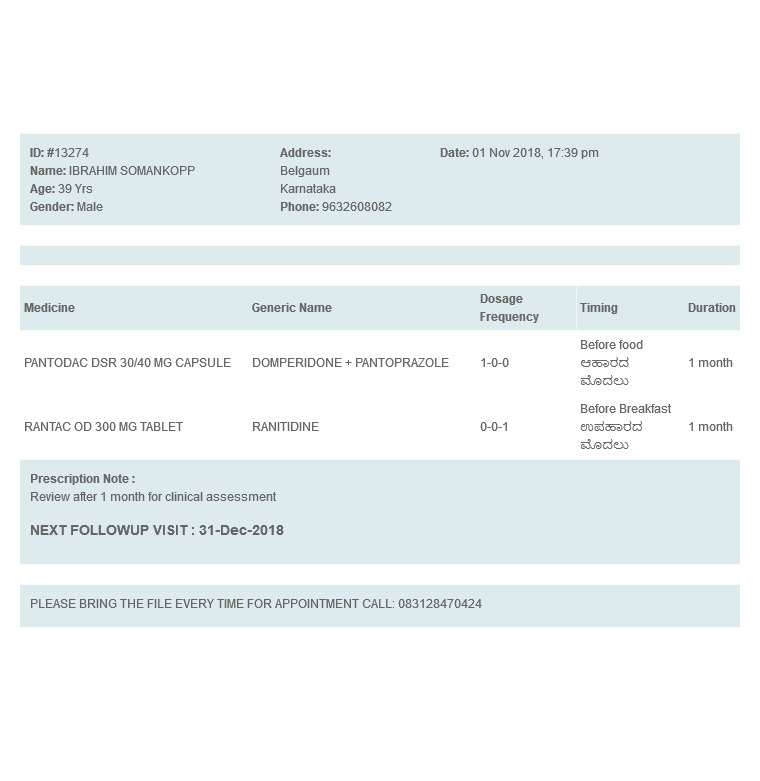 ID: #13274
Name: IBRAHIM SOMANKOPP
Age: 39 Yrs
Gender: Male
Address:
Belgaum
Karnataka
Phone: 9632608082
Date: 01 Nov 2018, 17:39 pm
Medicine Generic Name Dosage Frequency Timing Duration
PANTODAC DSR 30/40 MG CAPSULE DOMPERIDONE + PANTOPRAZOLE 1-0-0 Before food 1 month
ಆಹಾರದ
ಮೊದಲು
RANTAC OD 300 MG TABLET RANITIDINE 0-0-1 Before Breakfast 1 month
ಉಪಹಾರದ
ಮೊದಲು
Prescription Note :
Review after 1 month for clinical assessment
NEXT FOLLOWUP VISIT : 31-Dec-2018
PLEASE BRING THE FILE EVERY TIME FOR APPOINTMENT CALL: 083128470424